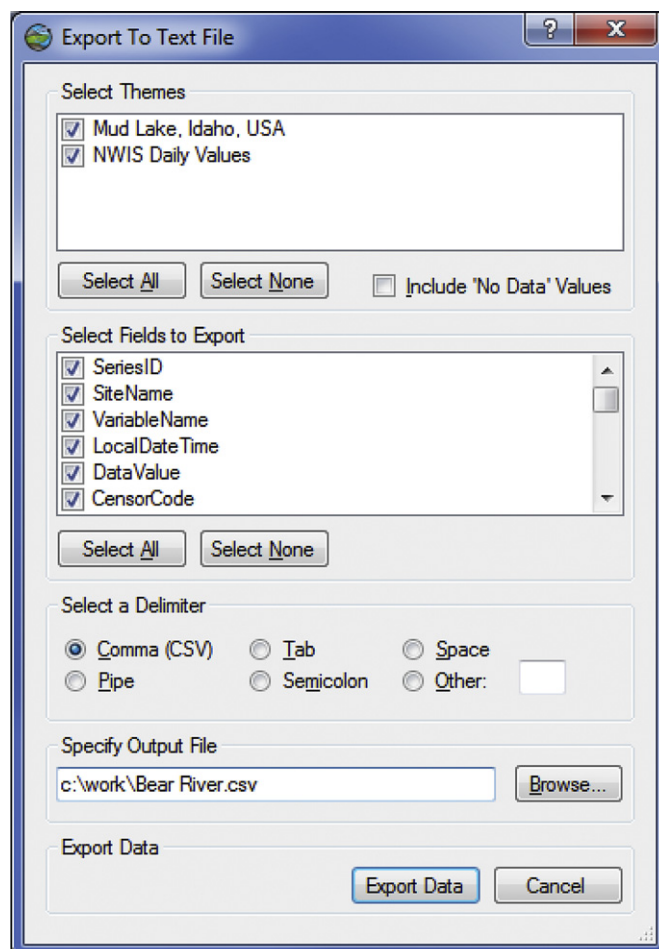 Export To Text File
? X
Select Themes
Mud Lake, Idaho, USA
NWIS Daily Values
Select All Select None Include 'No Data' Values
Select Fields to Export
SeriesID
SiteName
VariableName
LocalDateTime
DataValue
CensorCode
Select All Select None
Select a Delimiter
Comma (CSV) Tab Space
Pipe Semicolon Other:
Specify Output File
c:\work\Bear River.csv Browse...
Export Data
Export Data Cancel